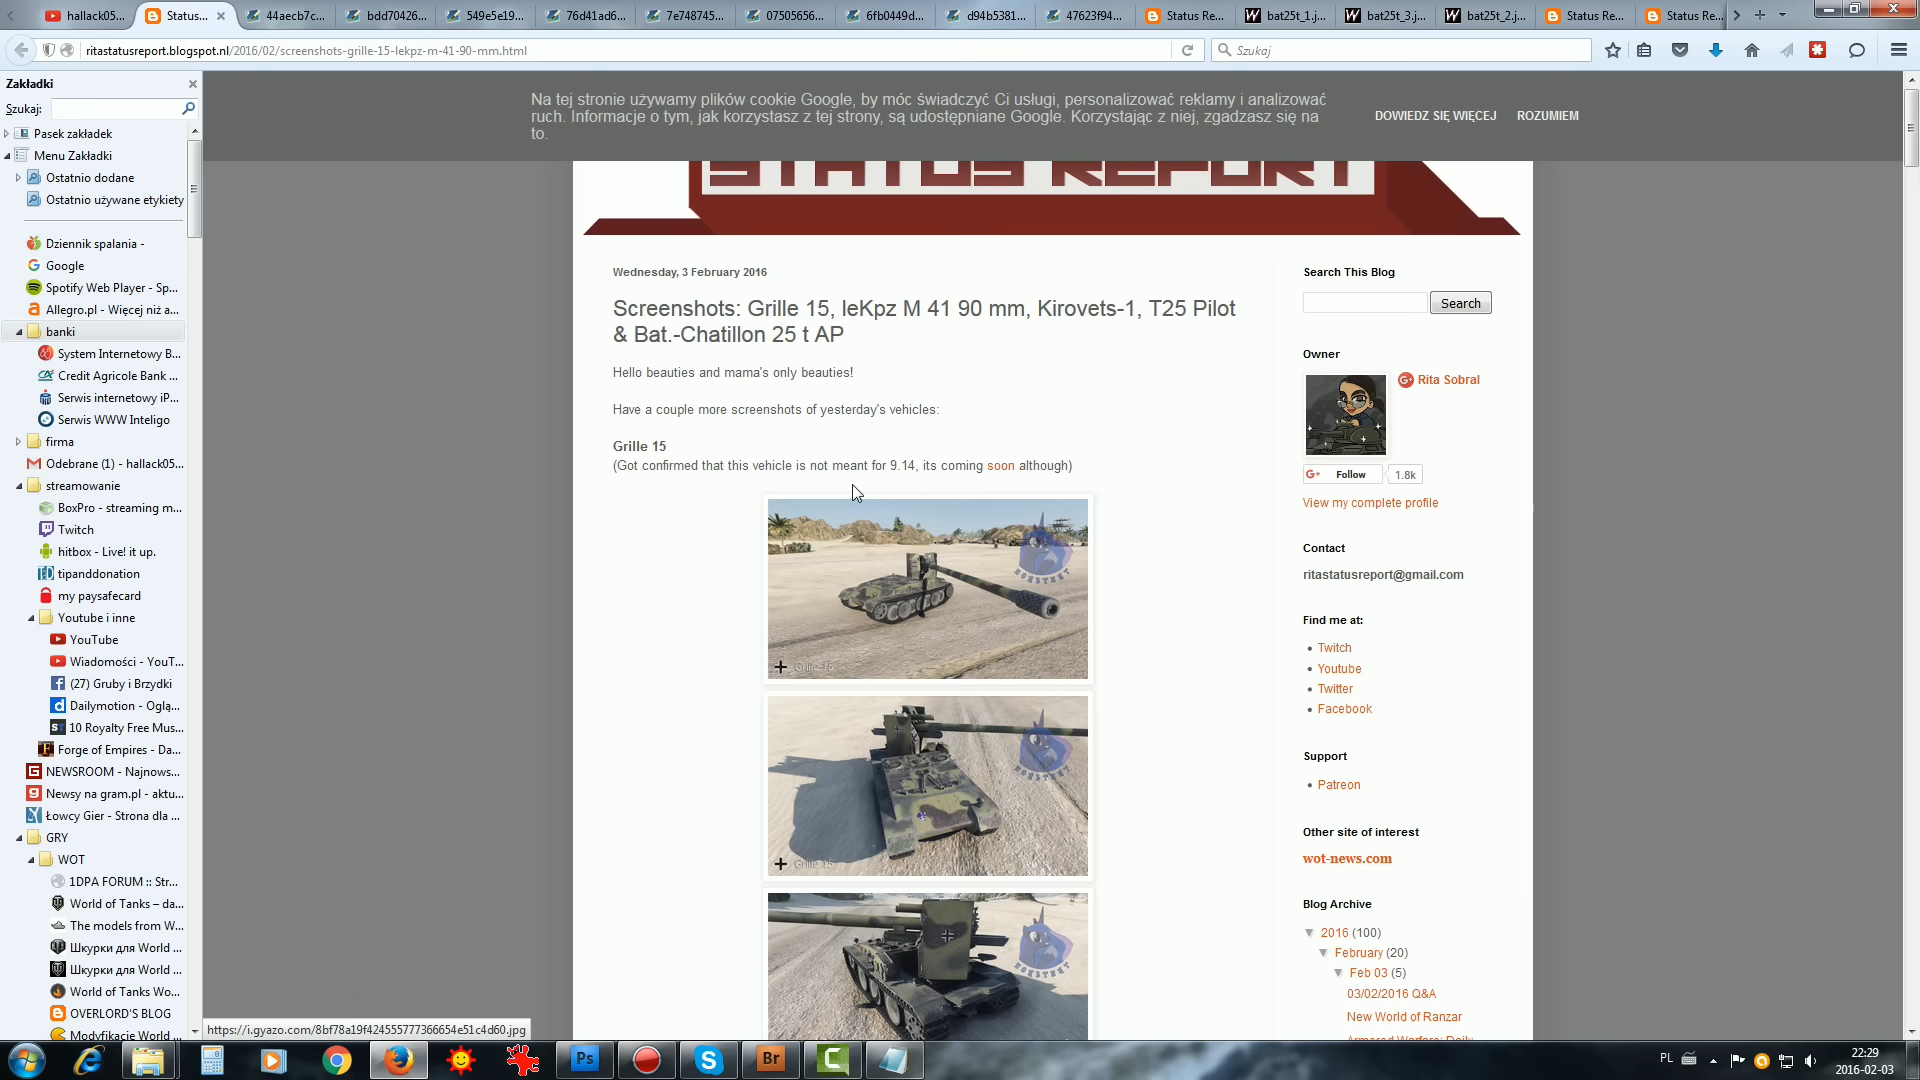 hallack05...
Status...
44aecb7c...
bdd70426...
549e5e19...
76d41ad6...
7e748745...
07505656...
6fb0449d...
d94b5381...
47623f94...
Status Re...
bat25t_1.j...
bat25t_3.j...
bat25t_2.j...
Status Re...
Status Re...
ritastatusreport.blogspot.nl/2016/02/screenshots-grille-15-lekpz-m-41-90-mm.html
Szukaj
Zakładki
Szukaj:
Pasek zakładek
Menu Zakładki
Ostatnio dodane
Ostatnio używane etykiety
Dziennik spalania -
Google
Spotify Web Player - Sp...
Allegro.pl - Więcej niż a...
banki
System Internetowy B...
Credit Agricole Bank ...
Serwis internetowy iP...
Serwis WWW Inteligo
firma
Odebrane (1) - hallack05...
streamowanie
BoxPro - streaming m...
Twitch
hitbox - Live! it up.
tipanddonation
my paysafecard
Youtube i inne
YouTube
Wiadomości - YouT...
(27) Gruby i Brzydki
Dailymotion - Oglą...
10 Royalty Free Mus...
Forge of Empires - Da...
NEWSROOM - Najnows...
Newsy na gram.pl - aktu...
Łowcy Gier - Strona dla ...
GRY
WOT
1DPA FORUM :: Str...
World of Tanks – da...
The models from W...
Шкурки для World ...
Шкурки для World ...
World of Tanks Wo...
OVERLORD'S BLOG
Modyfikacje World ...
Na tej stronie używamy plików cookie Google, by móc świadczyć Ci usługi, personalizować reklamy i analizować
ruch. Informacje o tym, jak korzystasz z tej strony, są udostępniane Google. Korzystając z niej, zgadzasz się na
to.
DOWIEDZ SIĘ WIĘCEJ
ROZUMIEM
STATUS REPORT
Wednesday, 3 February 2016
Screenshots: Grille 15, leKpz M 41 90 mm, Kirovets-1, T25 Pilot
& Bat.-Chatillon 25 t AP
Hello beauties and mama's only beauties!
Have a couple more screenshots of yesterday's vehicles:
Grille 15
(Got confirmed that this vehicle is not meant for 9.14, its coming soon although)
Grille 15
Grille 15
Search This Blog
Search
Owner
Rita Sobral
Follow
1.8k
View my complete profile
Contact
ritastatusreport@gmail.com
Find me at:
Twitch
Youtube
Twitter
Facebook
Support
Patreon
Other site of interest
wot-news.com
Blog Archive
2016 (100)
February (20)
Feb 03 (5)
03/02/2016 Q&A
New World of Ranzar
Armored Warfare: Daily
https://i.gyazo.com/8bf78a19f424555777366654e51c4d60.jpg
Ps
Br
PL
22:29
2016-02-03